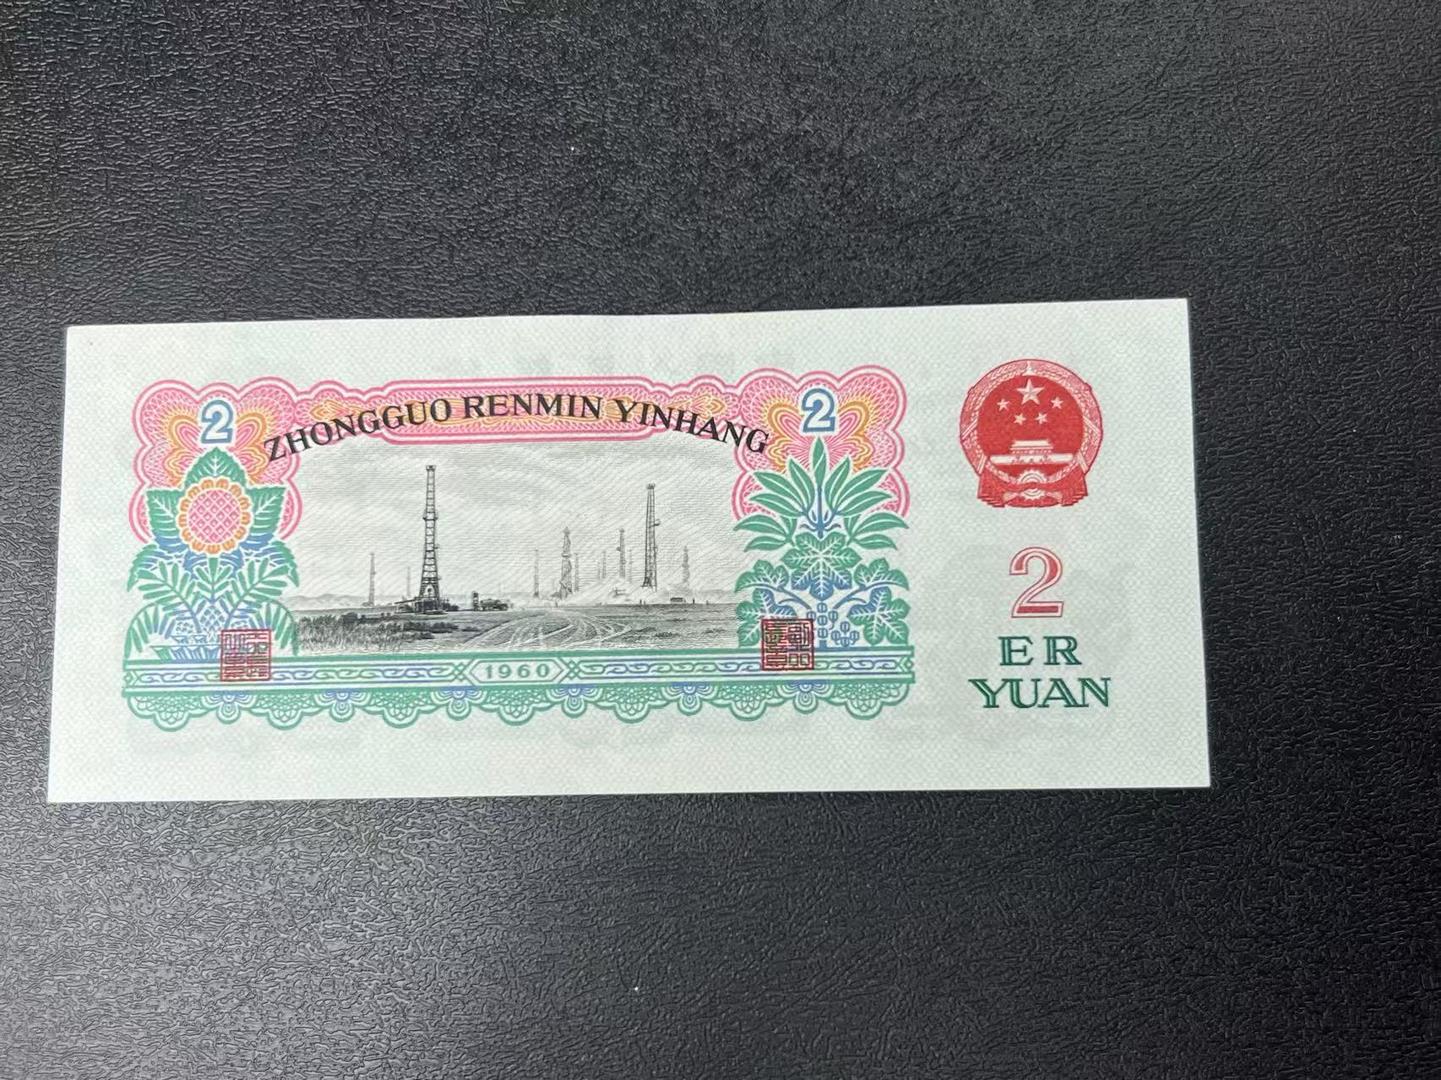 2
ZHONGGUO RENMIN YINHANG
2
1960
2
ER
YUAN